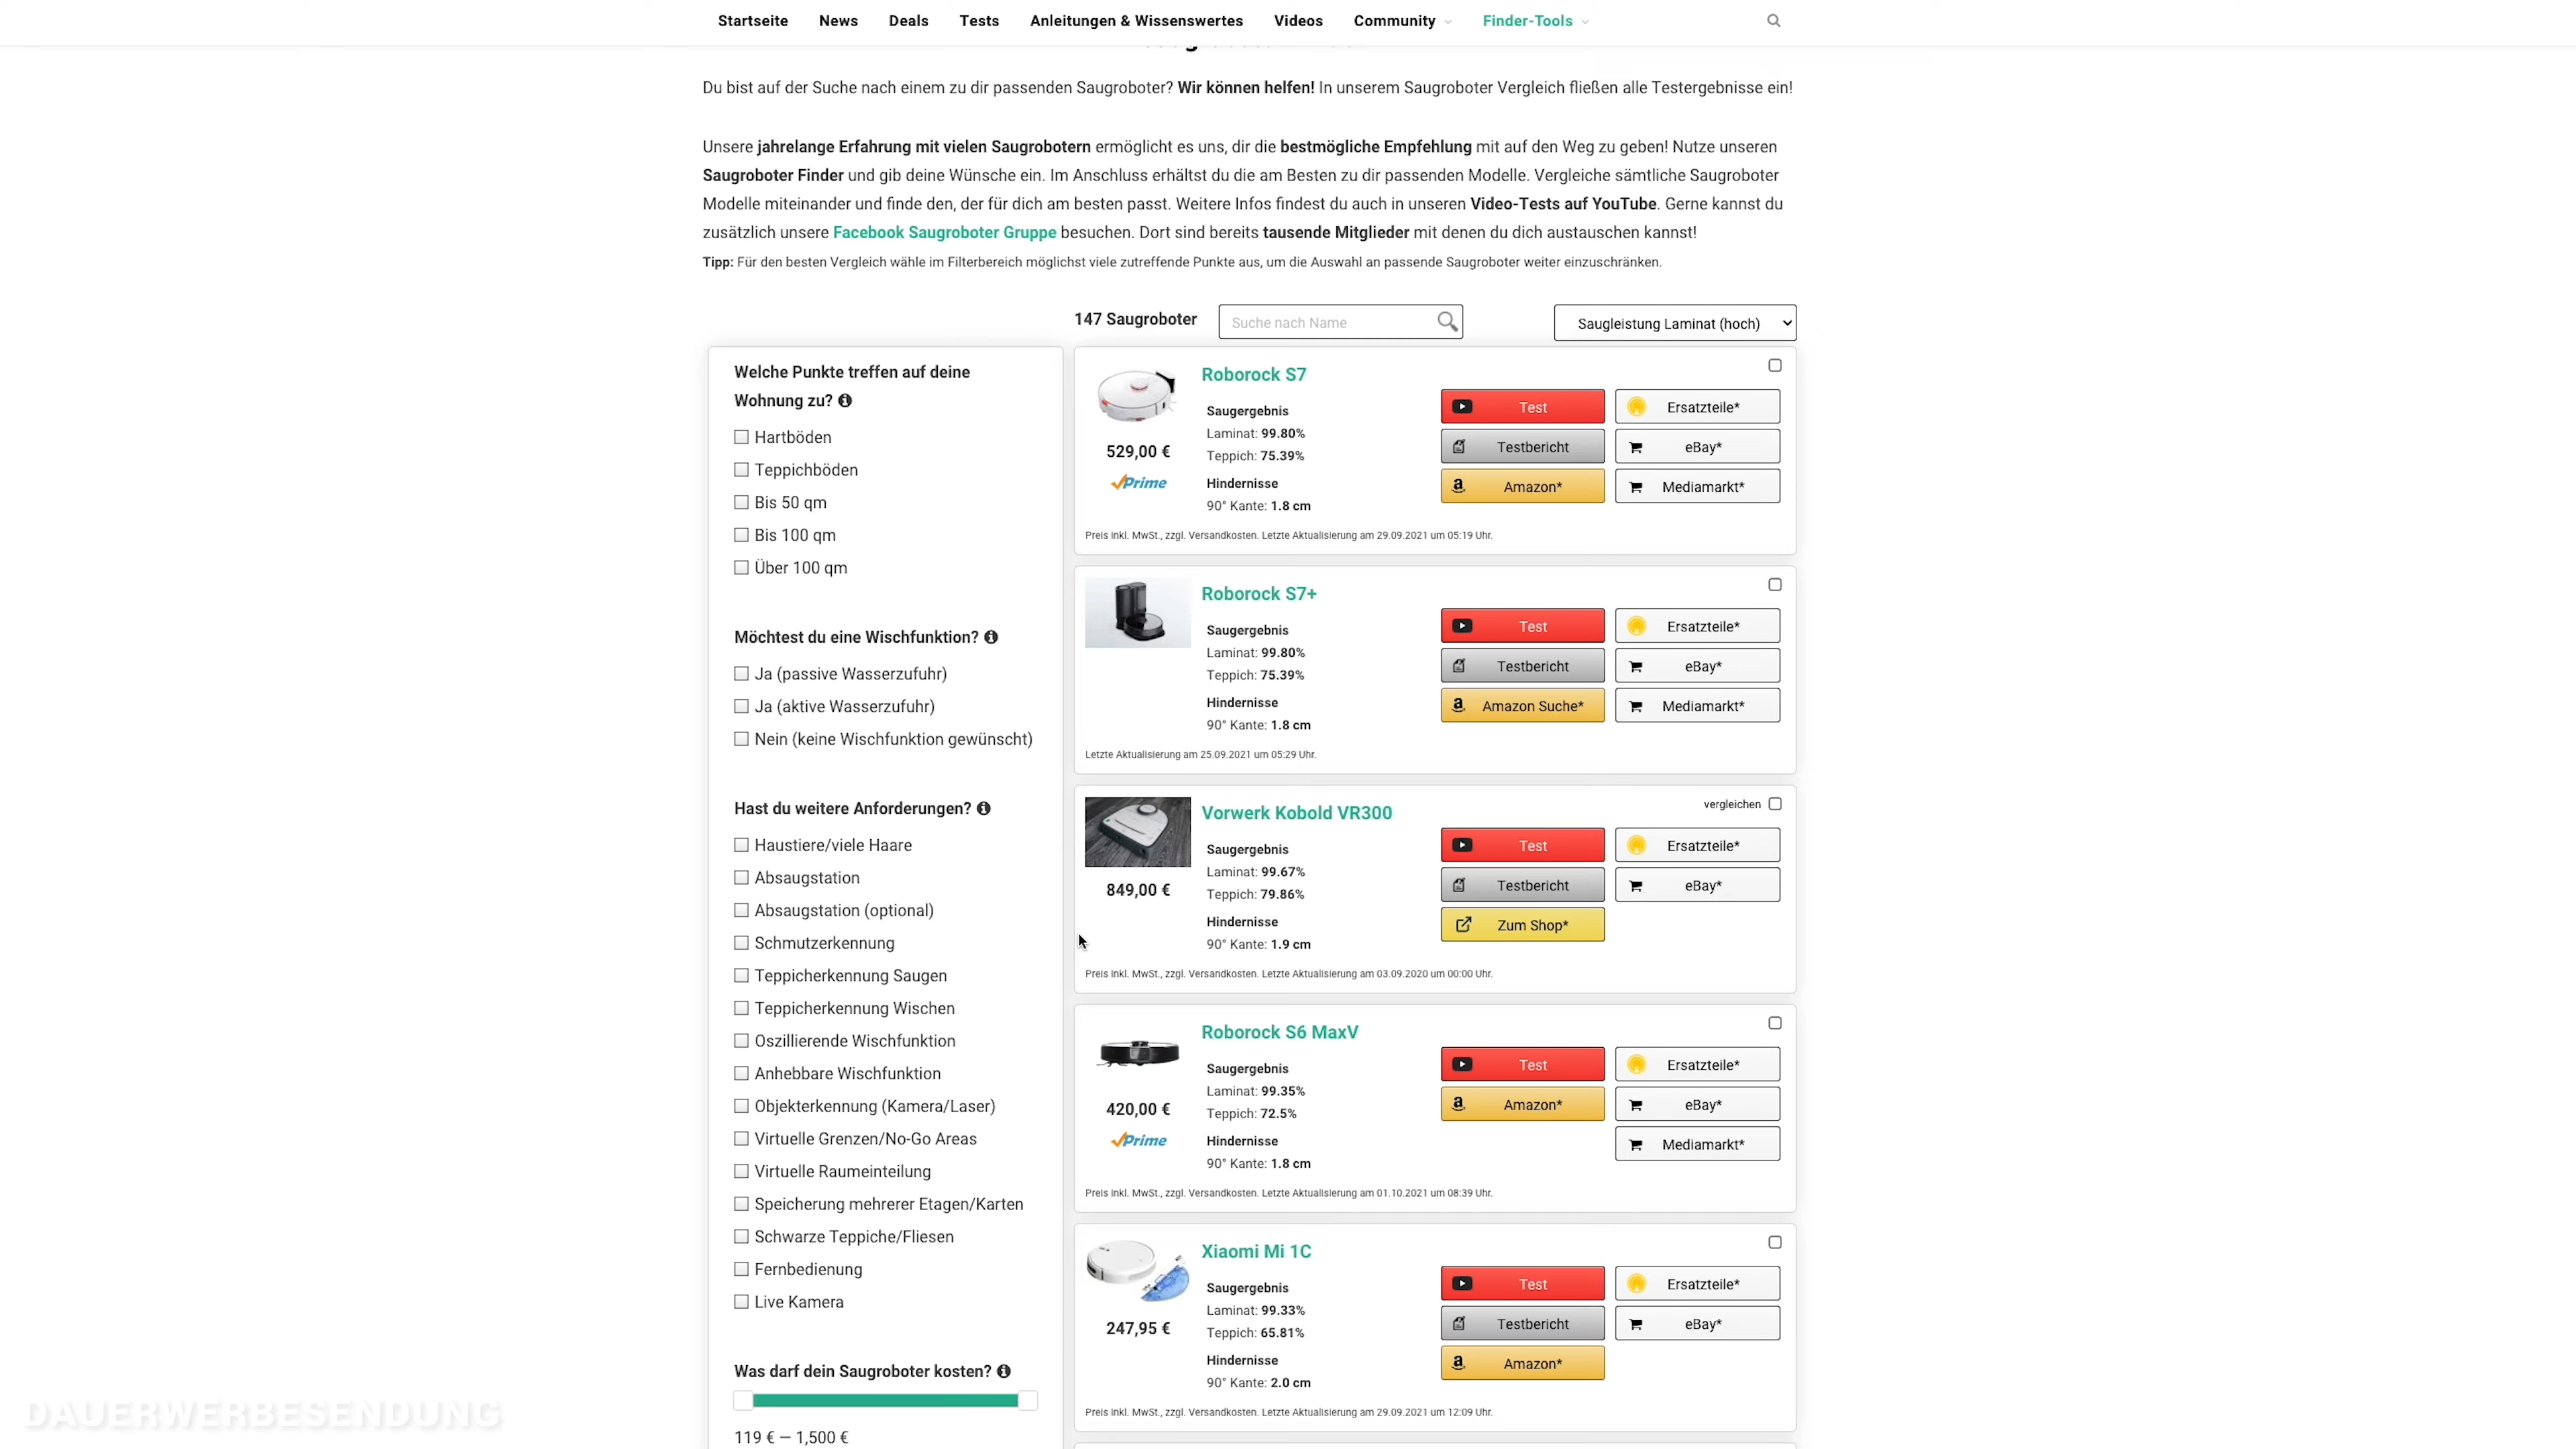 Startseite News Deals Tests Anleitungen & Wissenswertes Videos Community Finder-Tools
Du bist auf der Suche nach einem zu dir passenden Saugroboter? Wir können helfen! In unserem Saugroboter Vergleich fließen alle Testergebnisse ein!
Unsere jahrelange Erfahrung mit vielen Saugrobotern ermöglicht es uns, dir die bestmögliche Empfehlung mit auf den Weg zu geben! Nutze unseren
Saugroboter Finder und gib deine Wünsche ein. Im Anschluss erhältst du die am Besten zu dir passenden Modelle. Vergleiche sämtliche Saugroboter
Modelle miteinander und finde den, der für dich am besten passt. Weitere Infos findest du auch in unseren Video-Tests auf YouTube. Gerne kannst du
zusätzlich unsere Facebook Saugroboter Gruppe besuchen. Dort sind bereits tausende Mitglieder mit denen du dich austauschen kannst!
Tipp: Für den besten Vergleich wähle im Filterbereich möglichst viele zutreffende Punkte aus, um die Auswahl an passende Saugroboter weiter einzuschränken.
147 Saugroboter
Suche nach Name
Saugleistung Laminat (hoch)
Welche Punkte treffen auf deine
Wohnung zu?
Hartböden
Teppichböden
Bis 50 qm
Bis 100 qm
Über 100 qm
Möchtest du eine Wischfunktion?
Ja (passive Wasserzufuhr)
Ja (aktive Wasserzufuhr)
Nein (keine Wischfunktion gewünscht)
Hast du weitere Anforderungen?
Haustiere/viele Haare
Absaugstation
Absaugstation (optional)
Schmutzerkennung
Teppicherkennung Saugen
Teppicherkennung Wischen
Oszillierende Wischfunktion
Anhebbare Wischfunktion
Objekterkennung (Kamera/Laser)
Virtuelle Grenzen/No-Go Areas
Virtuelle Raumeinteilung
Speicherung mehrerer Etagen/Karten
Schwarze Teppiche/Fliesen
Fernbedienung
Live Kamera
Was darf dein Saugroboter kosten?
119 € — 1,500 €
Roborock S7
529,00 €
Prime
Saugergebnis
Laminat: 99.80%
Teppich: 75.39%
Hindernisse
90° Kante: 1.8 cm
Test
Ersatzteile*
Testbericht
eBay*
Amazon*
Mediamarkt*
Preis inkl. MwSt., zzgl. Versandkosten. Letzte Aktualisierung am 29.09.2021 um 05:19 Uhr.
Roborock S7+
Saugergebnis
Laminat: 99.80%
Teppich: 75.39%
Hindernisse
90° Kante: 1.8 cm
Test
Ersatzteile*
Testbericht
eBay*
Amazon Suche*
Mediamarkt*
Letzte Aktualisierung am 25.09.2021 um 05:29 Uhr.
Vorwerk Kobold VR300
vergleichen
849,00 €
Saugergebnis
Laminat: 99.67%
Teppich: 79.86%
Hindernisse
90° Kante: 1.9 cm
Test
Ersatzteile*
Testbericht
eBay*
Zum Shop*
Preis inkl. MwSt., zzgl. Versandkosten. Letzte Aktualisierung am 03.09.2020 um 00:00 Uhr.
Roborock S6 MaxV
420,00 €
Prime
Saugergebnis
Laminat: 99.35%
Teppich: 72.5%
Hindernisse
90° Kante: 1.8 cm
Test
Ersatzteile*
Amazon*
eBay*
Mediamarkt*
Preis inkl. MwSt., zzgl. Versandkosten. Letzte Aktualisierung am 01.10.2021 um 08:39 Uhr.
Xiaomi Mi 1C
247,95 €
Saugergebnis
Laminat: 99.33%
Teppich: 65.81%
Hindernisse
90° Kante: 2.0 cm
Test
Ersatzteile*
Testbericht
eBay*
Amazon*
Preis inkl. MwSt., zzgl. Versandkosten. Letzte Aktualisierung am 29.09.2021 um 12:09 Uhr.
DAUERWERBESENDUNG